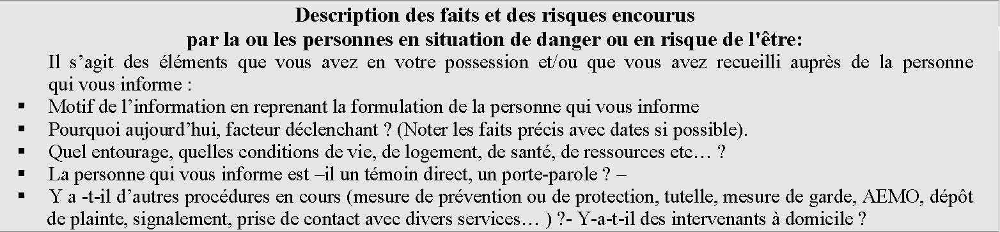 Description des faits et des risques encourus
par la ou les personnes en situation de danger ou en risque de l'être:
Il s’agit des éléments que vous avez en votre possession et/ou que vous avez recueilli auprès de la personne
qui vous informe :
▪ Motif de l’information en reprenant la formulation de la personne qui vous informe
▪ Pourquoi aujourd’hui, facteur déclenchant ? (Noter les faits précis avec dates si possible).
▪ Quel entourage, quelles conditions de vie, de logement, de santé, de ressources etc… ?
▪ La personne qui vous informe est –il un témoin direct, un porte-parole ? –
▪ Y a -t-il d’autres procédures en cours (mesure de prévention ou de protection, tutelle, mesure de garde, AEMO, dépôt
de plainte, signalement, prise de contact avec divers services… ) ?- Y-a-t-il des intervenants à domicile ?